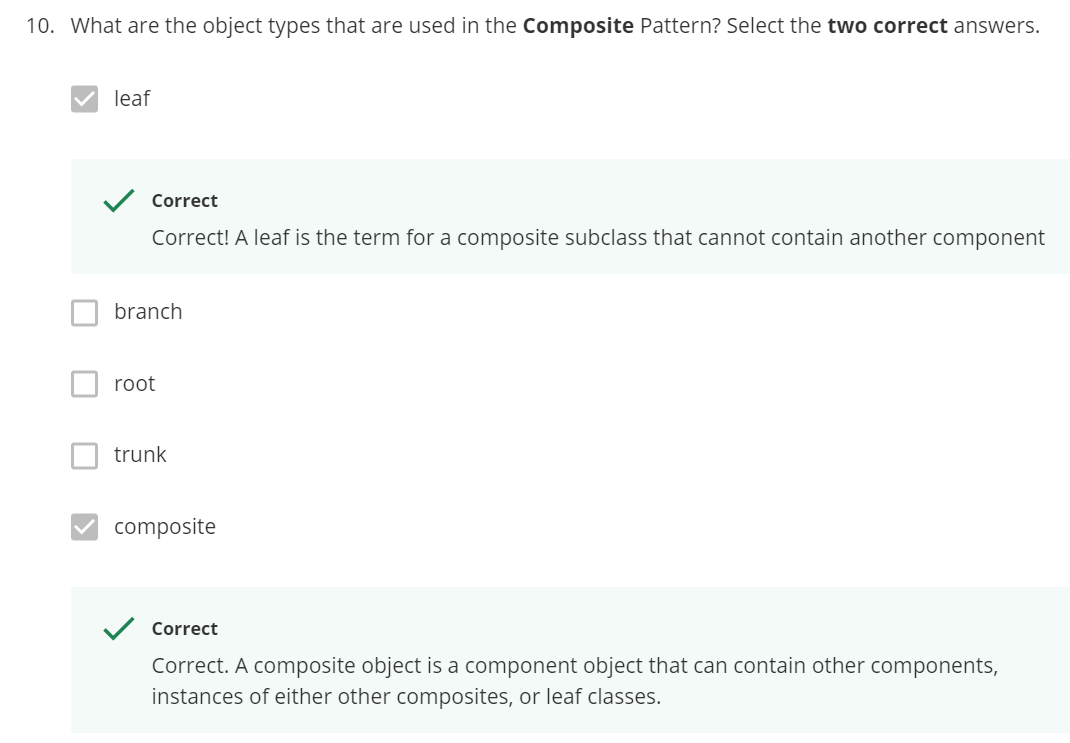 10. What are the object types that are used in the Composite Pattern? Select the two correct answers.
leaf
Correct
Correct! A leaf is the term for a composite subclass that cannot contain another component
branch
root
trunk
composite
Correct
Correct. A composite object is a component object that can contain other components,
instances of either other composites, or leaf classes.